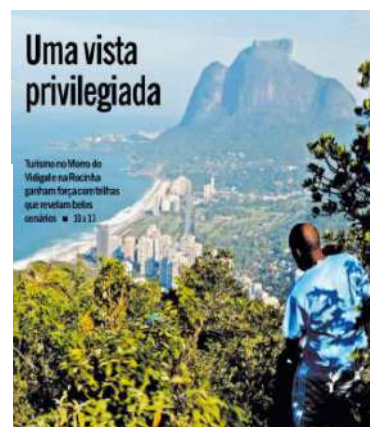 Uma vista
privilegiada
Turismo no Morro do
Vidigal e na Rocinha
ganham força com trilhas
que revelam belos
cenários ■ 10 a 13